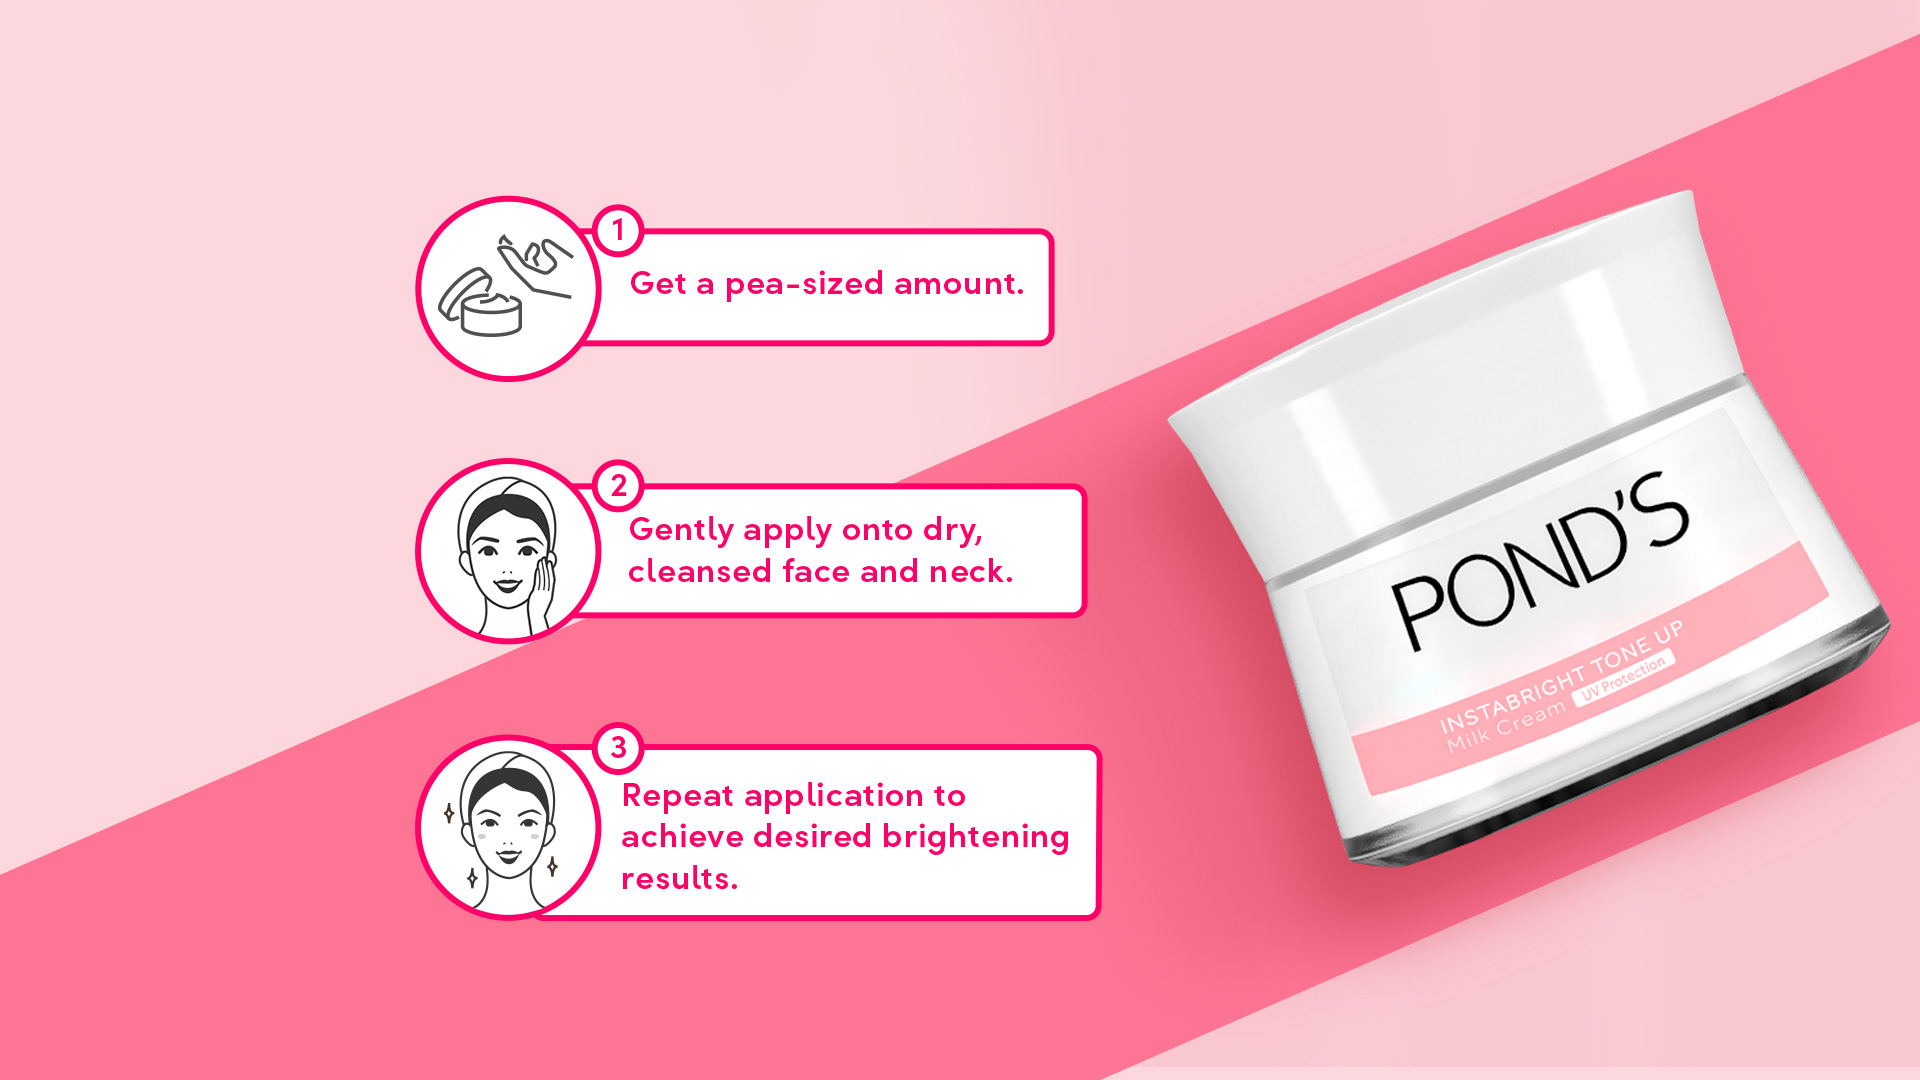 1
Get a pea-sized amount.
2
Gently apply onto dry,
cleansed face and neck.
3
Repeat application to
achieve desired brightening
results.
POND'S
INSTABRIGHT TONE UP
Milk Cream UV Protection